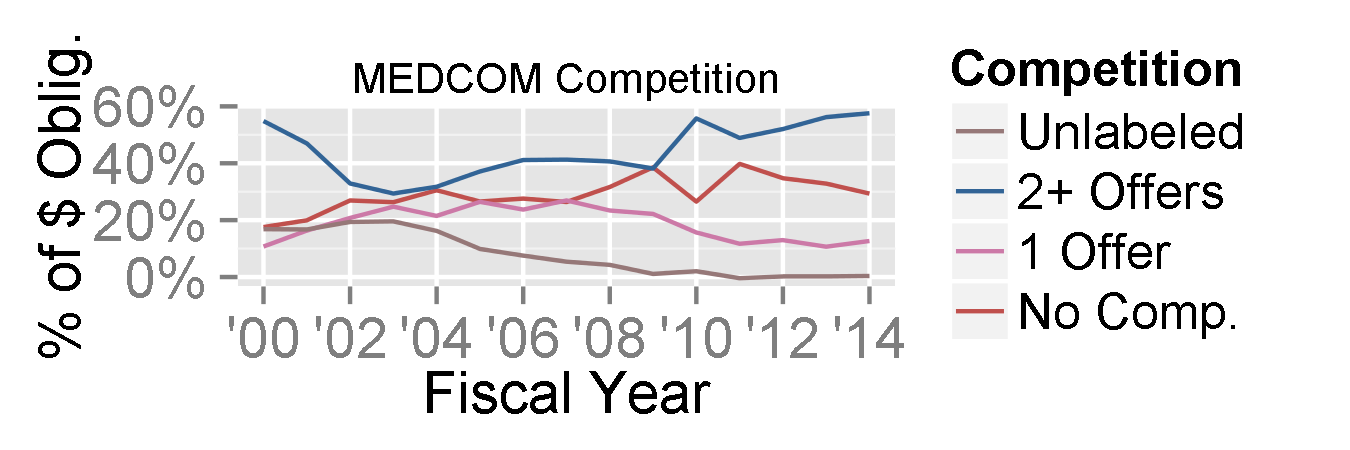 MEDCOM Competition
% of $ Oblig.
60%
40%
20%
0%
'00 '02 '04 '06 '08 '10 '12 '14
Fiscal Year
Competition
Unlabeled
2+ Offers
1 Offer
No Comp.